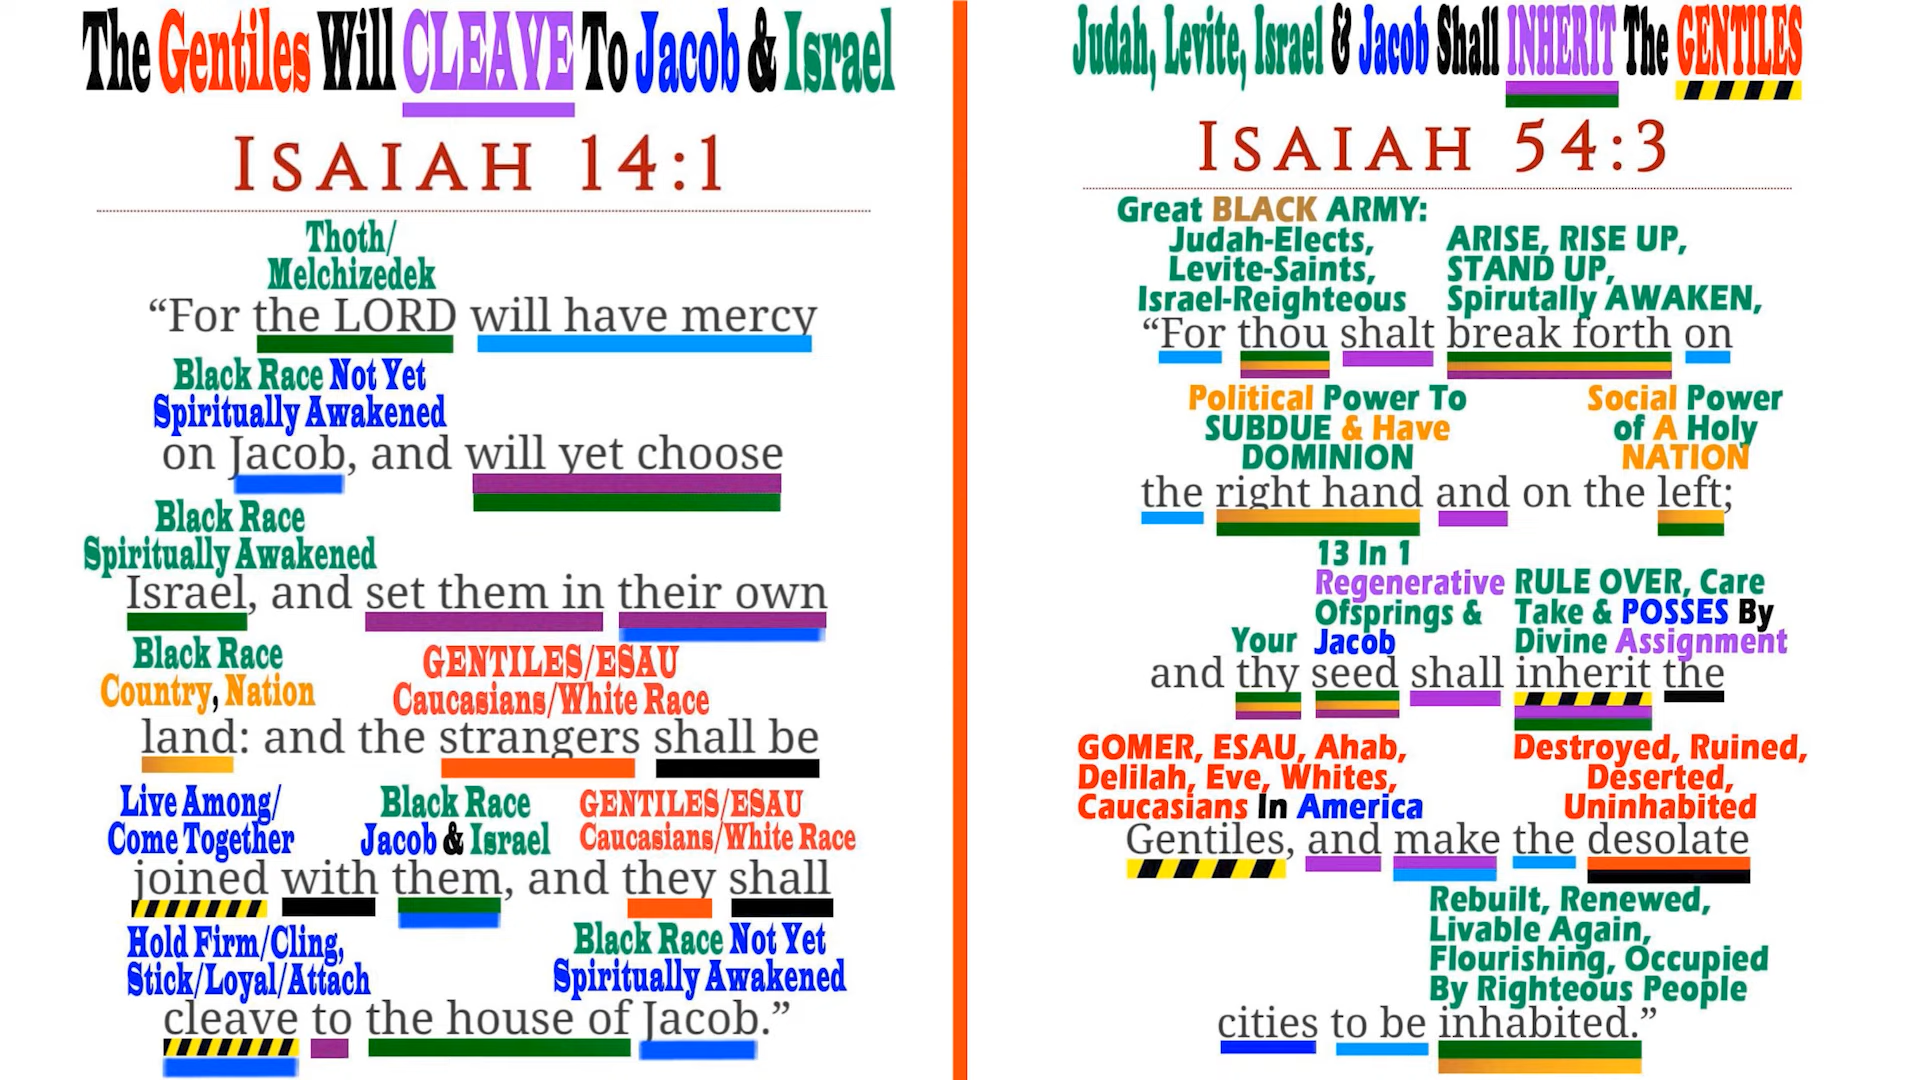 The Gentiles Will CLEAVE To Jacob & Israel
ISAIAH 14:1
Thoth/
Melchizedek
“For the LORD will have mercy
Black Race Not Yet
Spiritually Awakened
on Jacob, and will yet choose
Black Race
Spiritually Awakened
Israel, and set them in their own
Black Race
Country, Nation
GENTILES/ESAU
Caucasians/White Race
land: and the strangers shall be
Live Among/
Come Together
Black Race
Jacob & Israel
GENTILES/ESAU
Caucasians/White Race
joined with them, and they shall
Hold Firm/Cling,
Stick/Loyal/Attach
Black Race Not Yet
Spiritually Awakened
cleave to the house of Jacob.”
Judah, Levite, Israel & Jacob Shall INHERIT The GENTILES
ISAIAH 54:3
Great BLACK ARMY:
Judah-Elects,
Levite-Saints,
Israel-Reighteous
ARISE, RISE UP,
STAND UP,
Spirutally AWAKEN,
“For thou shalt break forth on
Political Power To
SUBDUE & Have
DOMINION
Social Power
of A Holy
NATION
the right hand and on the left;
Your
13 In 1
Regenerative
Ofsprings &
Jacob
RULE OVER, Care
Take & POSSES By
Divine Assignment
and thy seed shall inherit the
GOMER, ESAU, Ahab,
Delilah, Eve, Whites,
Caucasians In America
Destroyed, Ruined,
Deserted,
Uninhabited
Gentiles, and make the desolate
Rebuilt, Renewed,
Livable Again,
Flourishing, Occupied
By Righteous People
cities to be inhabited.”